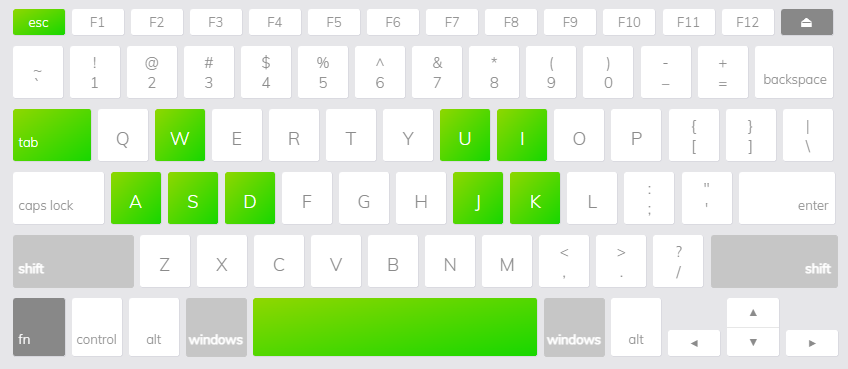 esc F1 F2 F3 F4 F5 F6 F7 F8 F9 F10 F11 F12 ⏏
~ ! @ # $ % ^ & * ( ) - +
` 1 2 3 4 5 6 7 8 9 0 – = backspace
tab Q W E R T Y U I O P { } |
[ ] \
caps lock A S D F G H J K L : " enter
; '
shift Z X C V B N M < > ? shift
, . /
fn control alt windows windows alt ◄ ▲ ►
▼